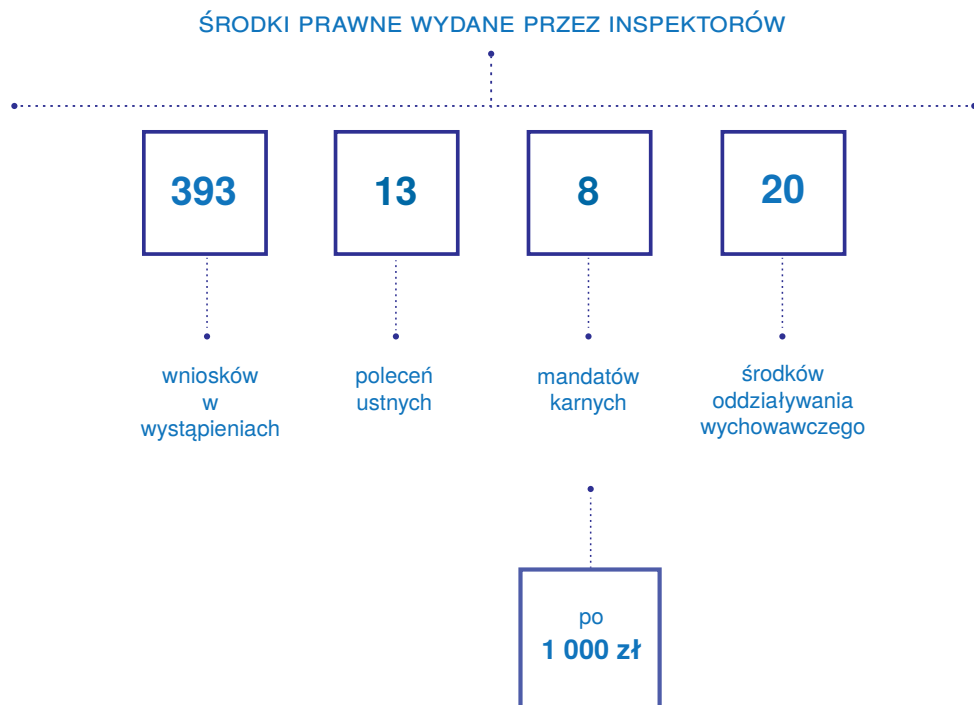 ŚRODKI PRAWNE WYDANE PRZEZ INSPEKTORÓW
393
wniosków
w
wystąpieniach
13
poleceń
ustnych
8
mandatów
karnych
po
1 000 zł
20
środków
oddziaływania
wychowawczego